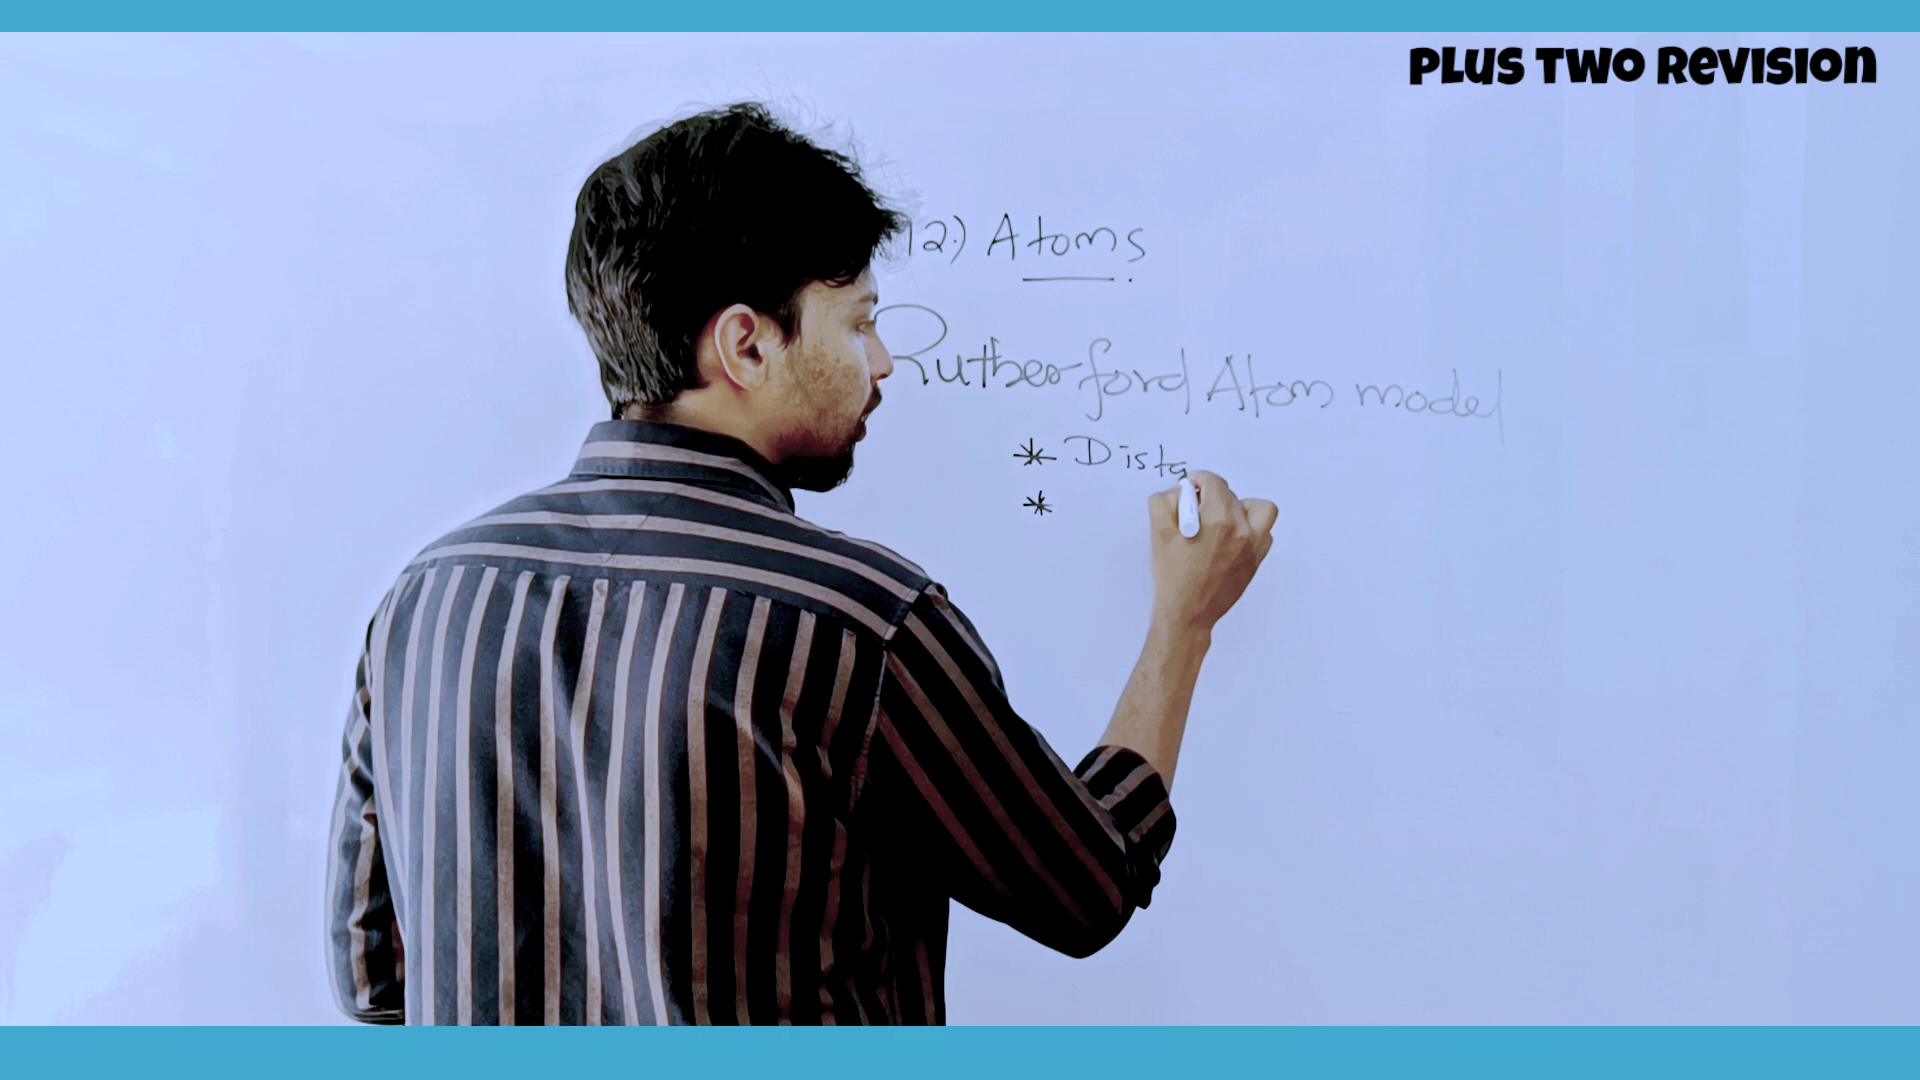 PLUS TWO REVISION
12.) Atoms
Rutherford Atom model
* Dista
*